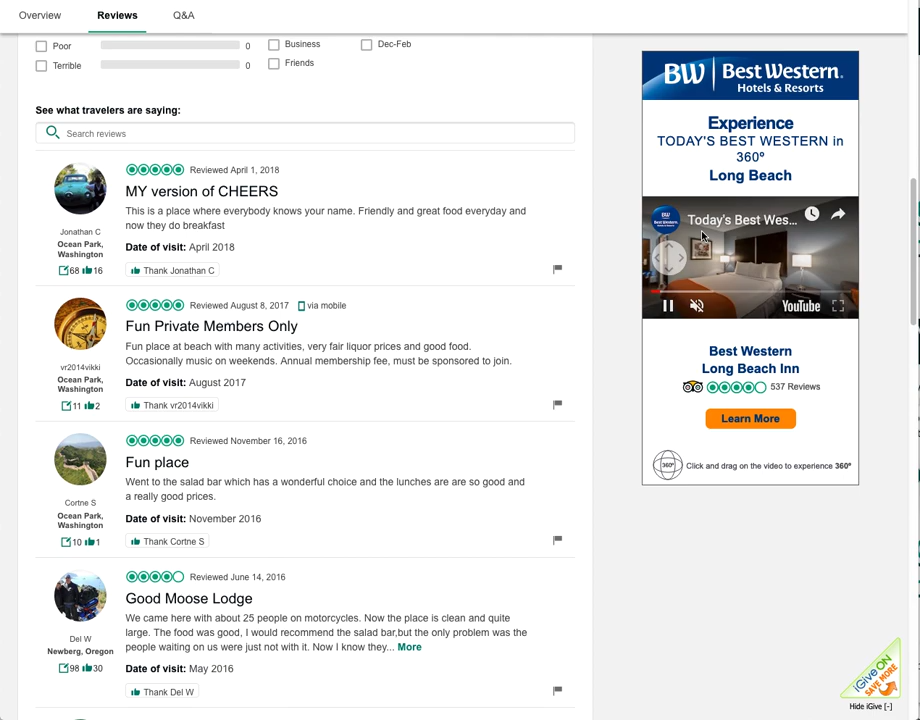 Overview Reviews Q&A
Poor 0 Business Dec-Feb
Terrible 0 Friends
See what travelers are saying:
Search reviews
Reviewed April 1, 2018
MY version of CHEERS
This is a place where everybody knows your name. Friendly and great food everyday and
now they do breakfast
Jonathan C
Ocean Park,
Washington
68 16
Date of visit: April 2018
Thank Jonathan C
Reviewed August 8, 2017 via mobile
Fun Private Members Only
Fun place at beach with many activities, very fair liquor prices and good food.
Occasionally music on weekends. Annual membership fee, must be sponsored to join.
vr2014vikki
Ocean Park,
Washington
11 2
Date of visit: August 2017
Thank vr2014vikki
Reviewed November 16, 2016
Fun place
Went to the salad bar which has a wonderful choice and the lunches are are so good and
a really good prices.
Cortne S
Ocean Park,
Washington
10 1
Date of visit: November 2016
Thank Cortne S
Reviewed June 14, 2016
Good Moose Lodge
We came here with about 25 people on motorcycles. Now the place is clean and quite
large. The food was good, I would recommend the salad bar,but the only problem was the
people waiting on us were just not with it. Now I know they... More
Del W
Newberg, Oregon
98 30
Date of visit: May 2016
Thank Del W
BW Best Western.
Hotels & Resorts
Experience
TODAY'S BEST WESTERN in
360º
Long Beach
Today's Best Wes...
YouTube
Best Western
Long Beach Inn
537 Reviews
Learn More
360° Click and drag on the video to experience 360º
iGive ON
SAVE MORE
Hide iGive [-]